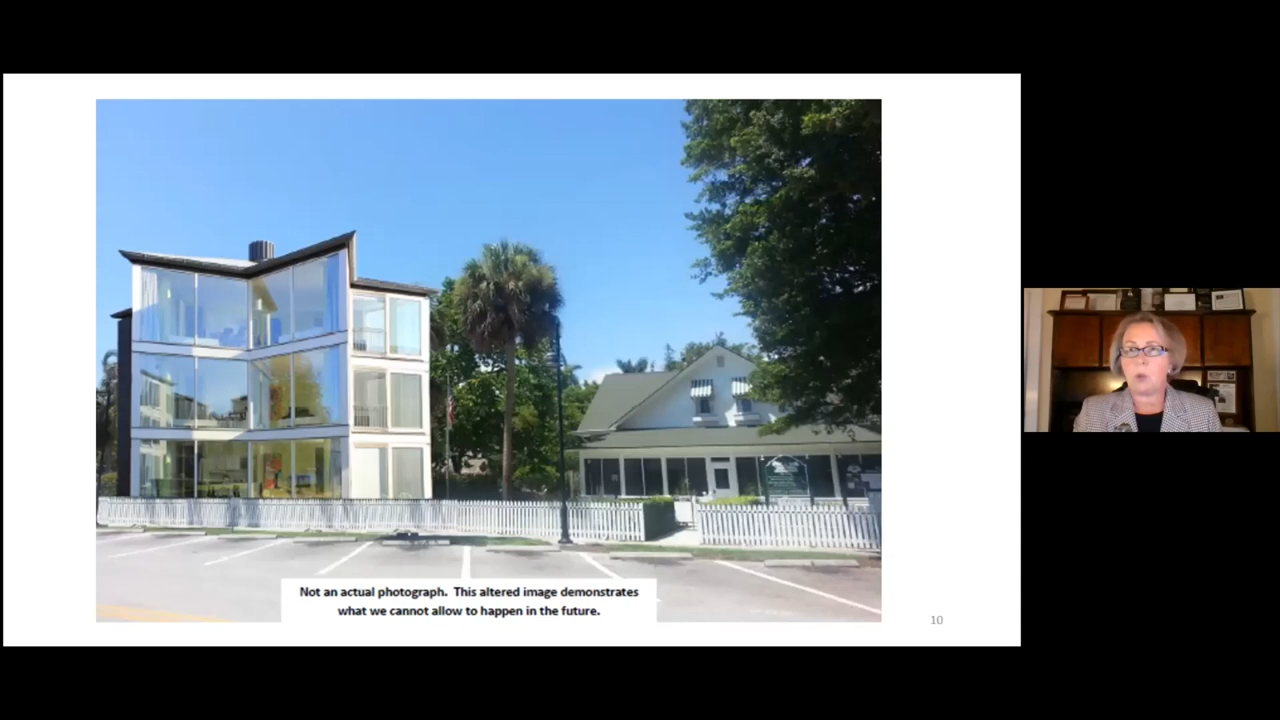 Not an actual photograph.  This altered image demonstrates
what we cannot allow to happen in the future.
10